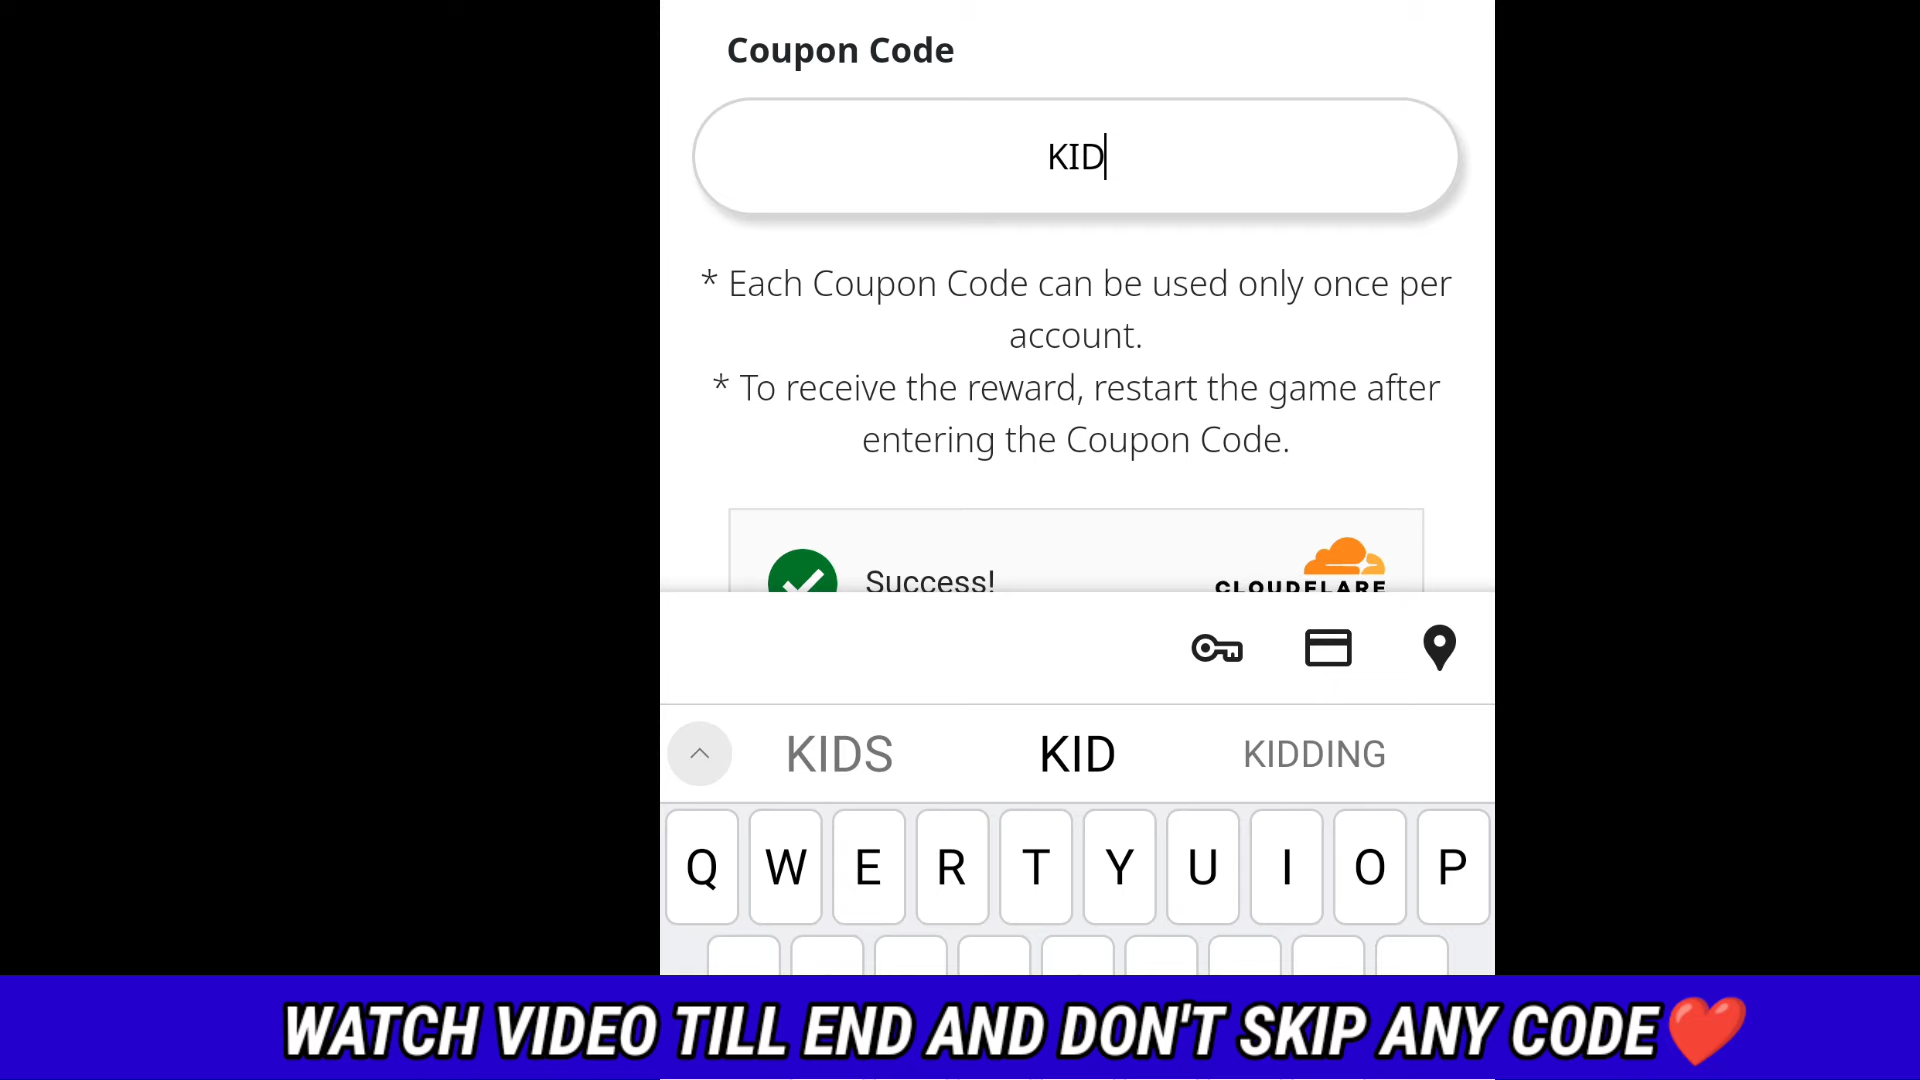 Coupon Code
KID
* Each Coupon Code can be used only once per
account.
* To receive the reward, restart the game after
entering the Coupon Code.
Success!
CLOUDFLARE
KIDS KID KIDDING
Q W E R T Y U I O P
WATCH VIDEO TILL END AND DON'T SKIP ANY CODE❤️